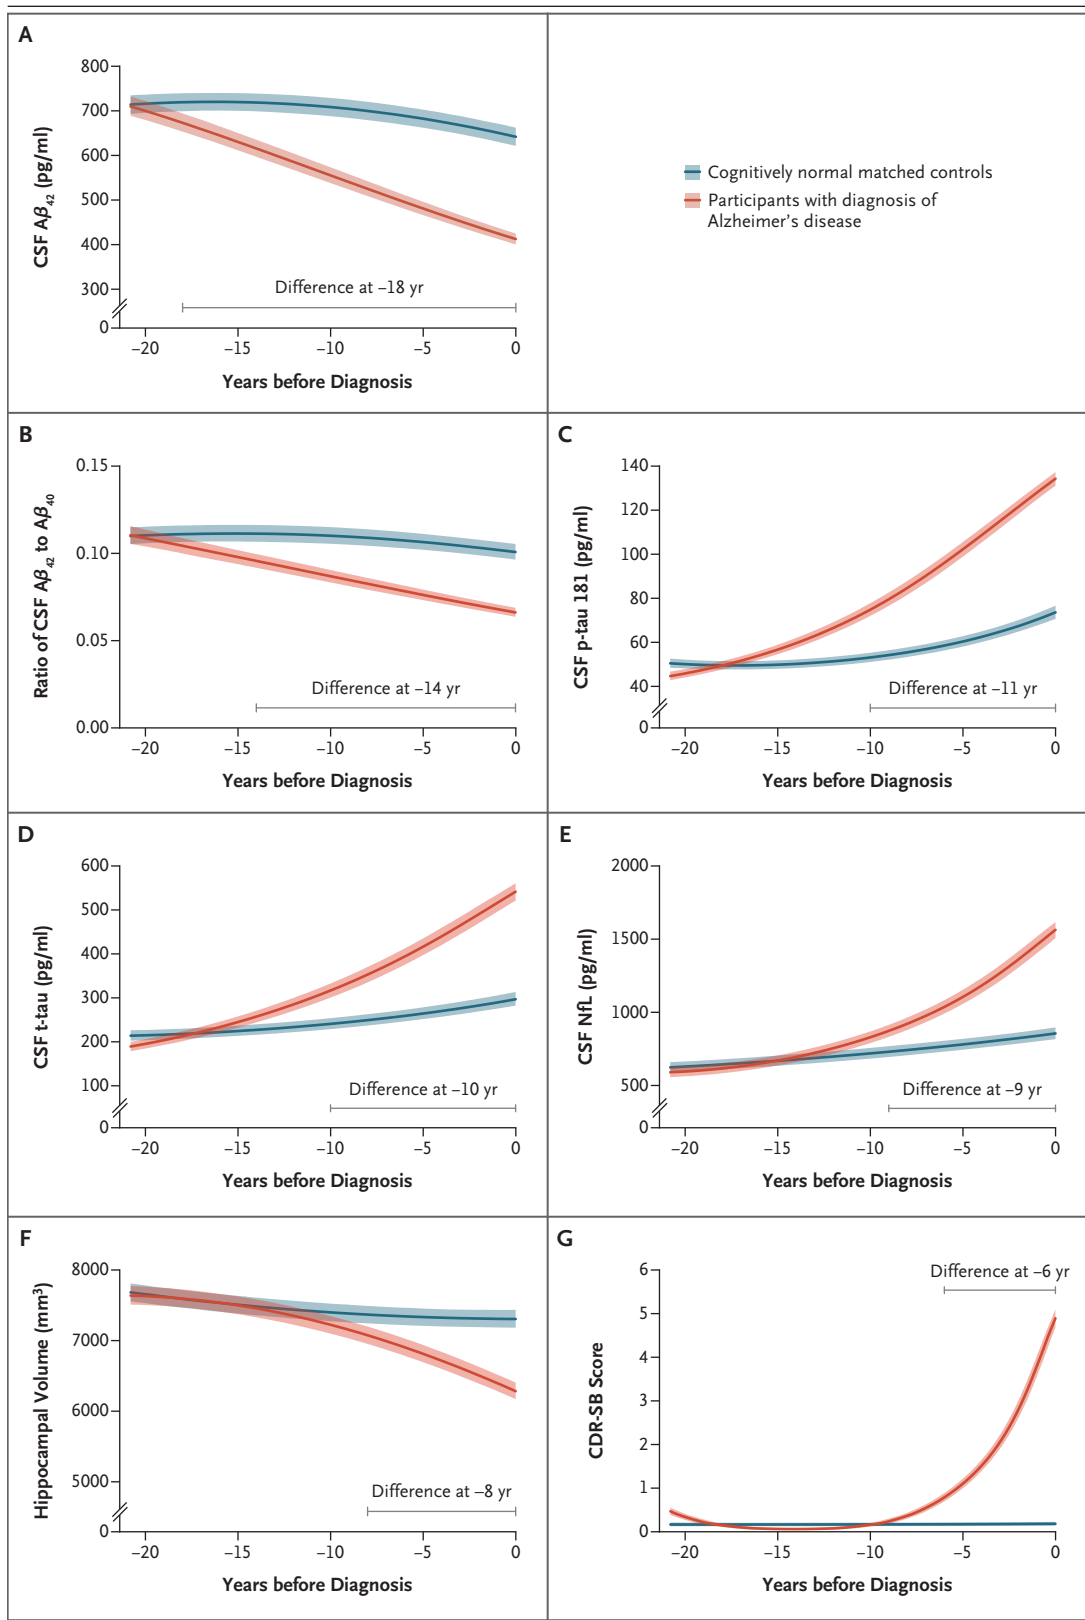 A
800
700
600
500
400
300
0
CSF Aβ42 (pg/ml)
Difference at –18 yr
–20 –15 –10 –5 0
Years before Diagnosis
Cognitively normal matched controls
Participants with diagnosis of
Alzheimer's disease
B
0.15
0.10
0.05
0.00
Ratio of CSF Aβ42 to Aβ40
Difference at –14 yr
–20 –15 –10 –5 0
Years before Diagnosis
C
140
120
100
80
60
40
0
CSF p-tau 181 (pg/ml)
Difference at –11 yr
–20 –15 –10 –5 0
Years before Diagnosis
D
600
500
400
300
200
100
0
CSF t-tau (pg/ml)
Difference at –10 yr
–20 –15 –10 –5 0
Years before Diagnosis
E
2000
1500
1000
500
0
CSF NfL (pg/ml)
Difference at –9 yr
–20 –15 –10 –5 0
Years before Diagnosis
F
8000
7000
6000
5000
0
Hippocampal Volume (mm³)
Difference at –8 yr
–20 –15 –10 –5 0
Years before Diagnosis
G
Difference at –6 yr
6
5
4
3
2
1
0
CDR-SB Score
–20 –15 –10 –5 0
Years before Diagnosis